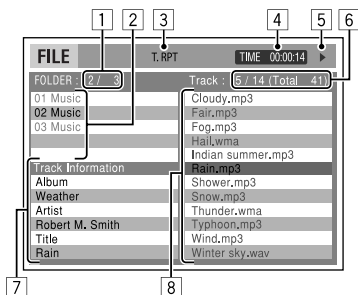 1 2 3 4 5
FILE T. RPT TIME 00:00:14
FOLDER : 2 / 3 Track : 5 / 14 (Total 41) 6
01 Music
02 Music
03 Music
Track Information
Album
Weather
Artist
Robert M. Smith
Title
Rain
Cloudy.mp3
Fair.mp3
Fog.mp3
Hail.wma
Indian summer.mp3
Rain.mp3
Shower.mp3
Snow.mp3
Thunder.wma
Typhoon.mp3
Wind.mp3
Winter sky.wav
7 8